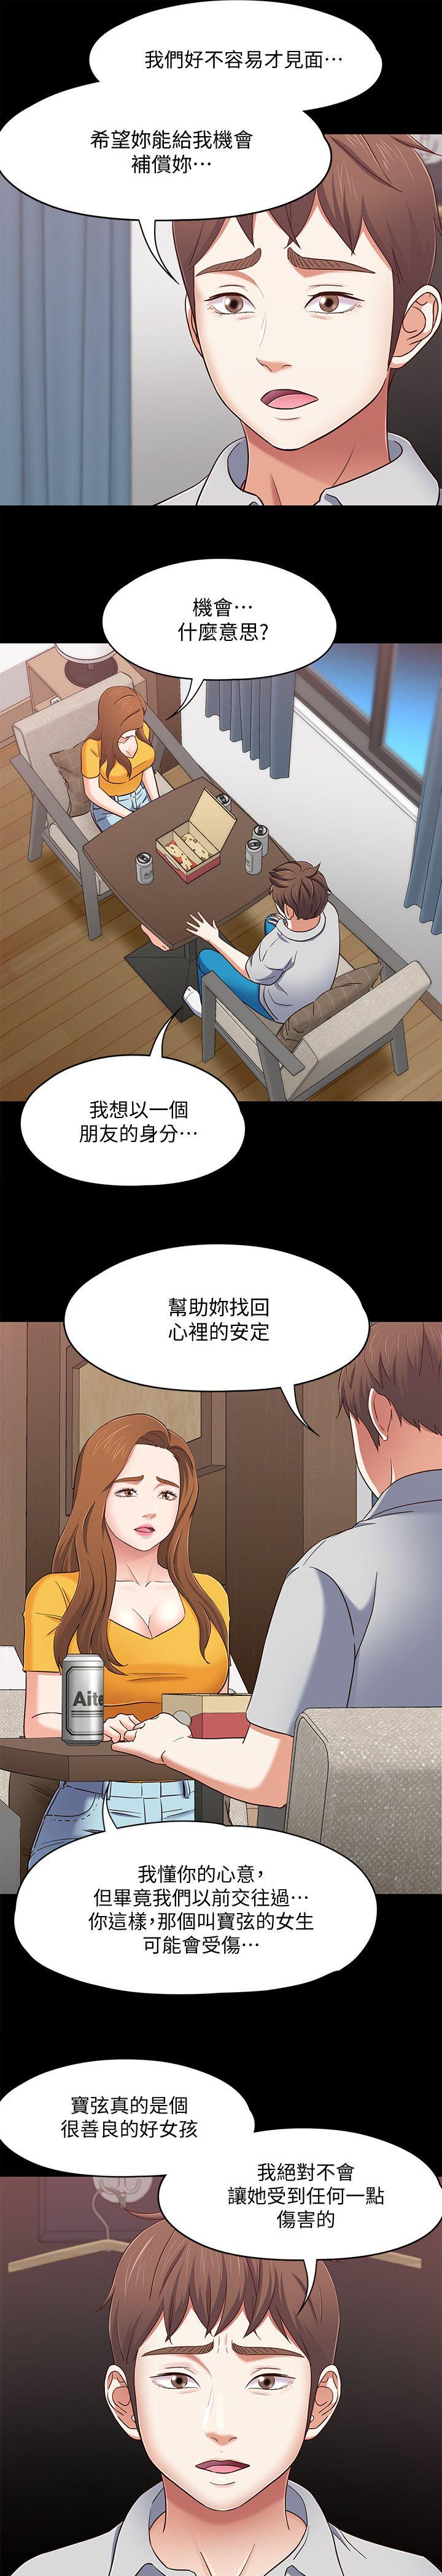 我們好不容易才見面…
希望妳能給我機會
補償妳…
機會…
什麼意思?
我想以一個
朋友的身分…
幫助妳找回
心裡的安定
Aite
我懂你的心意,
但畢竟我們以前交往過…
你這樣,那個叫寶弦的女生
可能會受傷…
寶弦真的是個
很善良的好女孩
我絕對不會
讓她受到任何一點
傷害的